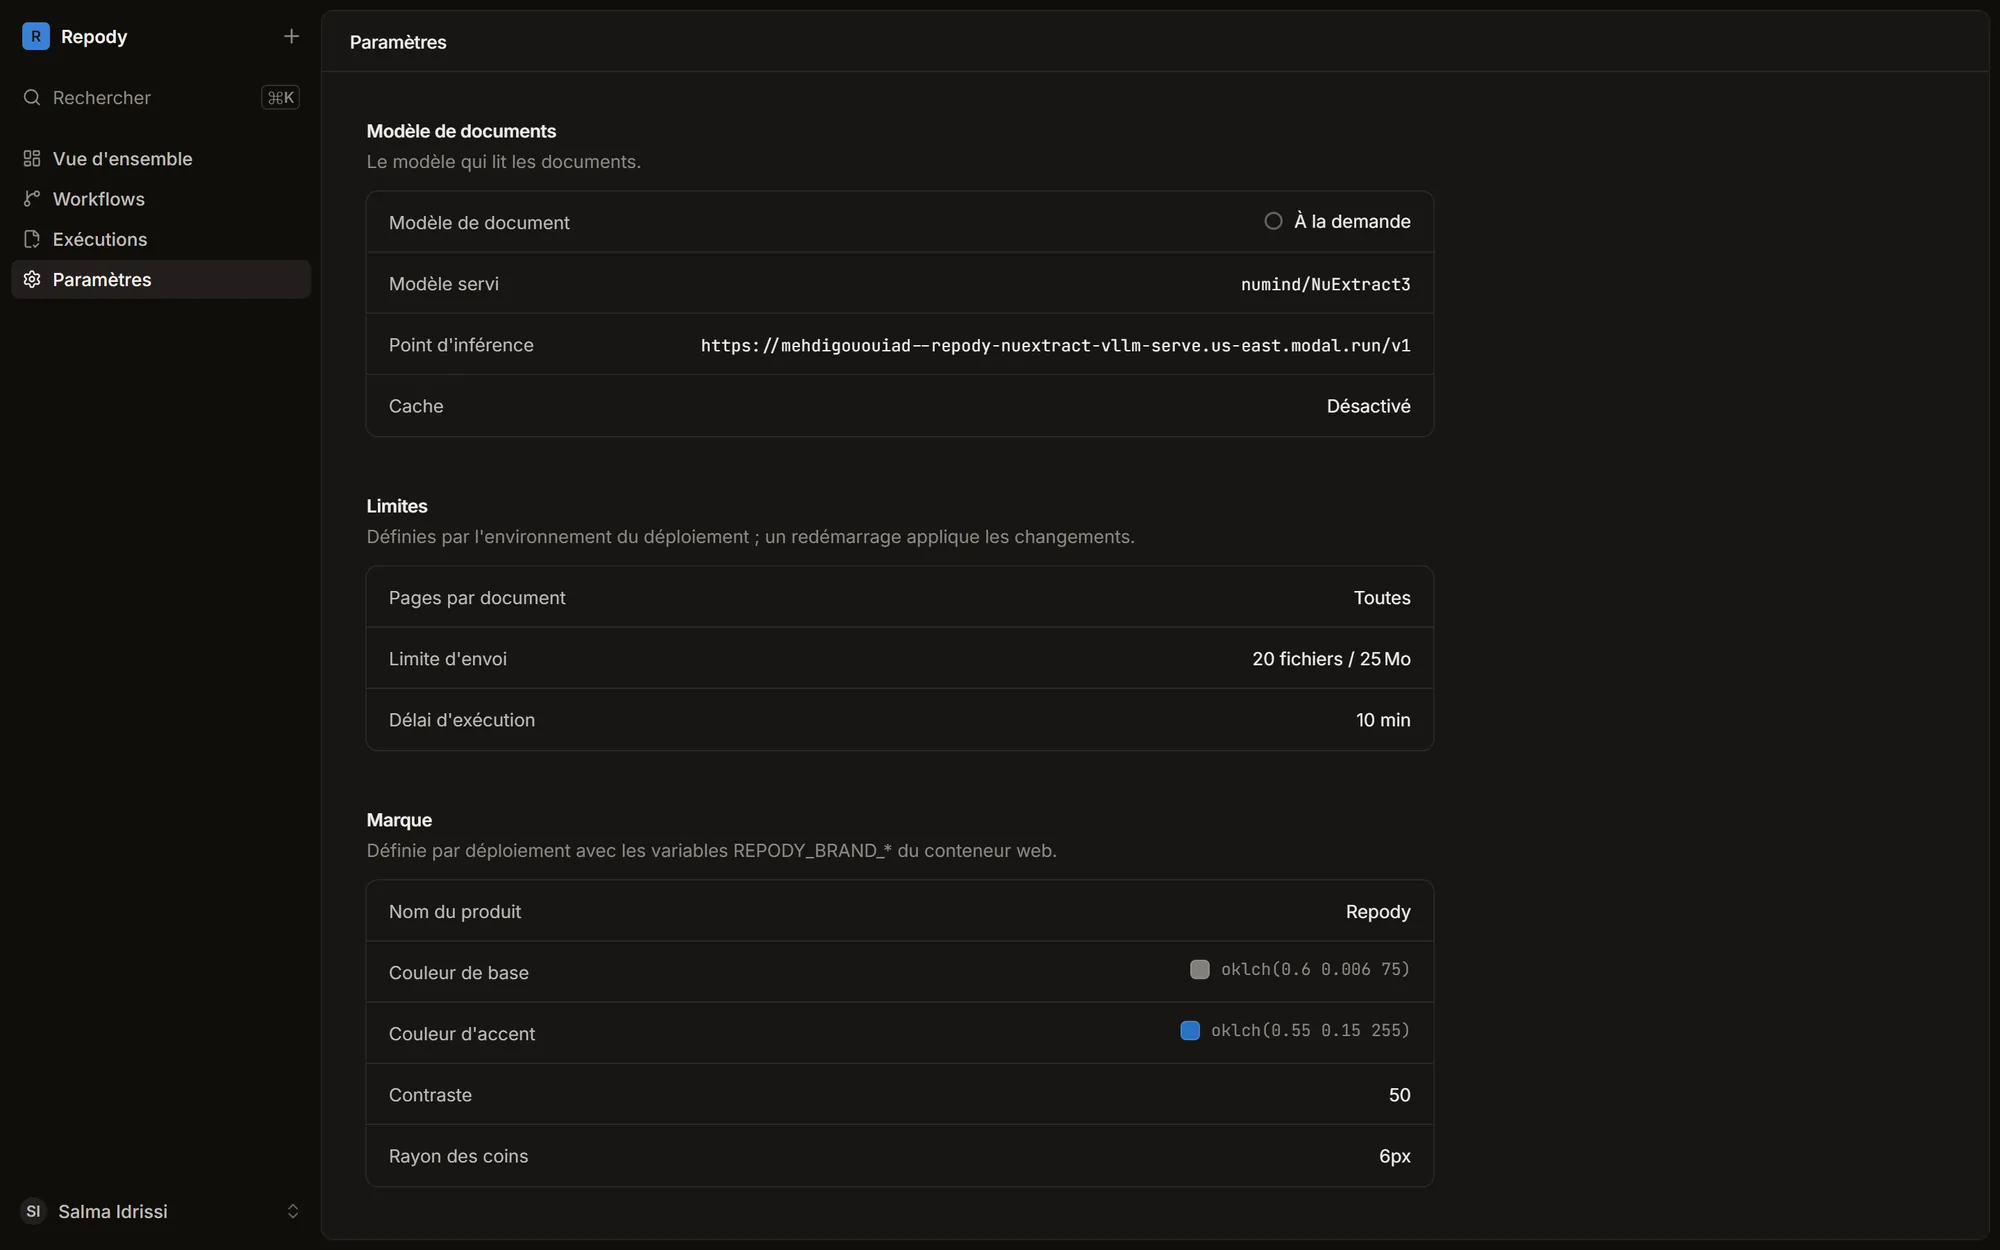 R Repody
Rechercher ⌘K
Vue d'ensemble
Workflows
Exécutions
Paramètres
SI Salma Idrissi
Paramètres
Modèle de documents
Le modèle qui lit les documents.
Modèle de document À la demande
Modèle servi numind/NuExtract3
Point d'inférence https://mehdigououiad--repody-nuextract-vllm-serve.us-east.modal.run/v1
Cache Désactivé
Limites
Définies par l'environnement du déploiement ; un redémarrage applique les changements.
Pages par document Toutes
Limite d'envoi 20 fichiers / 25 Mo
Délai d'exécution 10 min
Marque
Définie par déploiement avec les variables REPODY_BRAND_* du conteneur web.
Nom du produit Repody
Couleur de base oklch(0.6 0.006 75)
Couleur d'accent oklch(0.55 0.15 255)
Contraste 50
Rayon des coins 6px